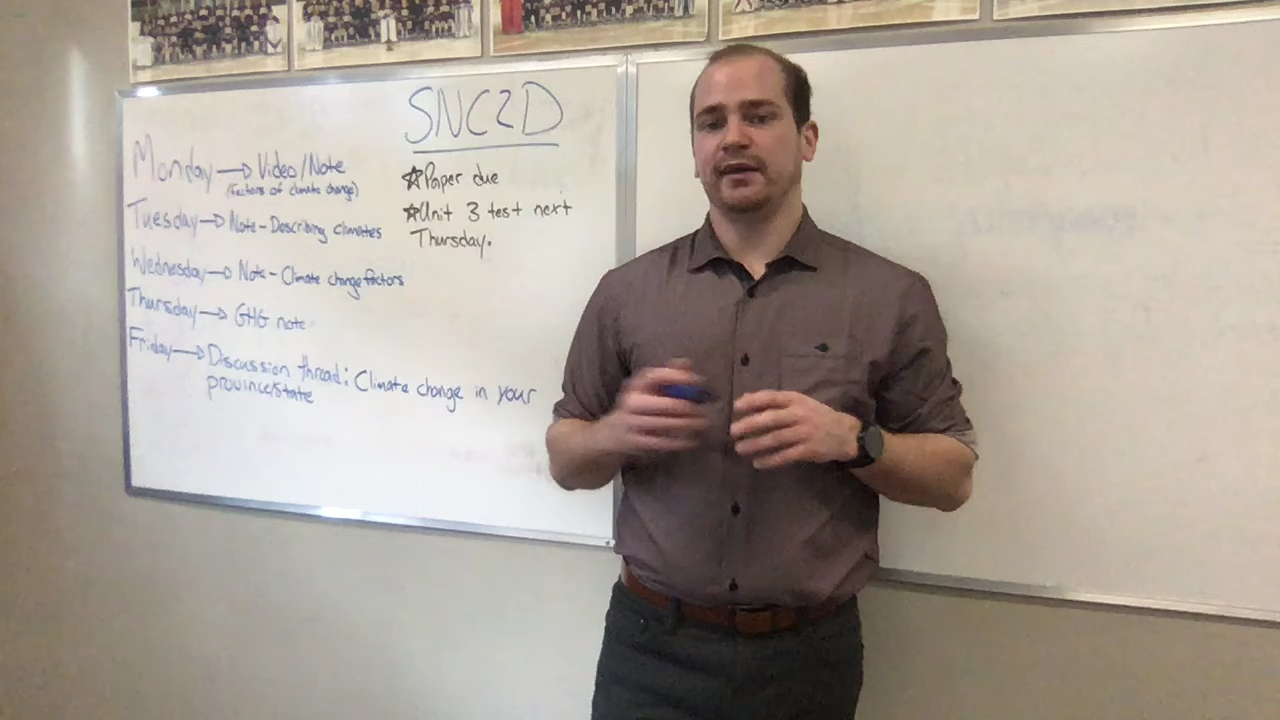 SNC2D
Monday → Video/Note
(Factors of climate change)
Tuesday → Note - Describing climates
Wednesday → Note - Climate change factors
Thursday → GHG note
Friday → Discussion thread: Climate change in your
province/state
☆Paper due
☆Unit 3 test next
Thursday.